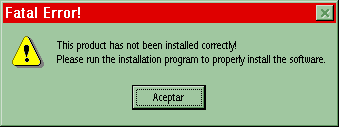 Fatal Error!
This product has not been installed correctly!
Please run the installation program to properly install the software.
Aceptar